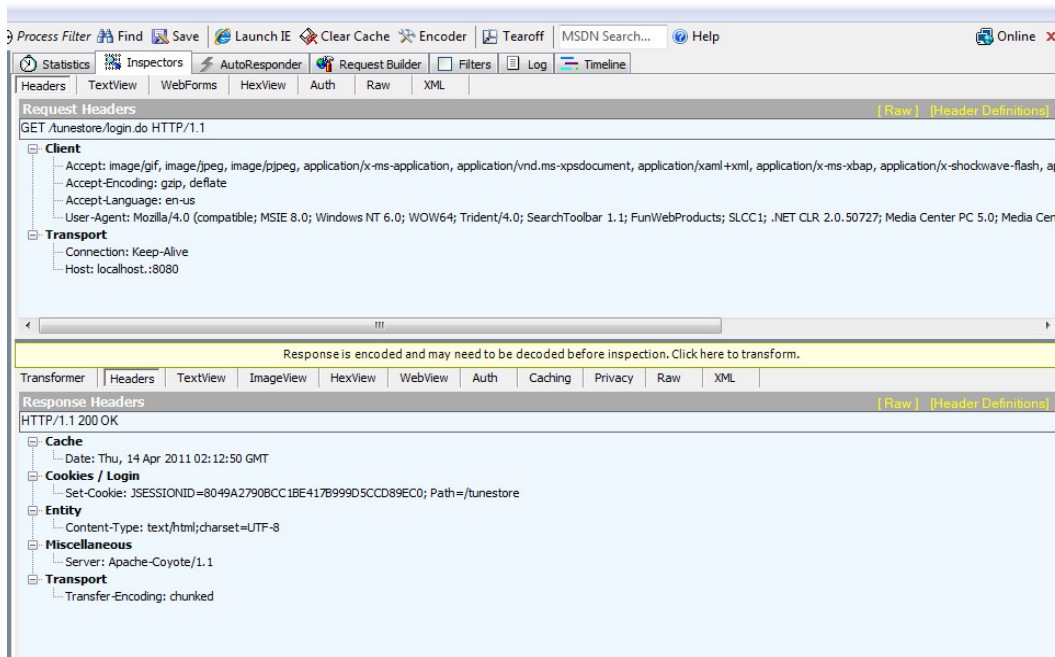 Process Filter Find Save Launch IE Clear Cache Encoder Tearoff MSDN Search... Help Online x
Statistics Inspectors AutoResponder Request Builder Filters Log Timeline
Headers TextView WebForms HexView Auth Raw XML
Request Headers [ Raw ] [Header Definitions]
GET /tunestore/login.do HTTP/1.1
Client
Accept: image/gif, image/jpeg, image/pjpeg, application/x-ms-application, application/vnd.ms-xpsdocument, application/xaml+xml, application/x-ms-xbap, application/x-shockwave-flash,
Accept-Encoding: gzip, deflate
Accept-Language: en-us
User-Agent: Mozilla/4.0 (compatible; MSIE 8.0; Windows NT 6.0; WOW64; Trident/4.0; SearchToolbar 1.1; FunWebProducts; SLCC1; .NET CLR 2.0.50727; Media Center PC 5.0; Media Cen
Transport
Connection: Keep-Alive
Host: localhost.:8080
Response is encoded and may need to be decoded before inspection. Click here to transform.
Transformer Headers TextView ImageView HexView WebView Auth Caching Privacy Raw XML
Response Headers [ Raw ] [Header Definitions]
HTTP/1.1 200 OK
Cache
Date: Thu, 14 Apr 2011 02:12:50 GMT
Cookies / Login
Set-Cookie: JSESSIONID=8049A2790BCC1BE417B999D5CCD89EC0; Path=/tunestore
Entity
Content-Type: text/html;charset=UTF-8
Miscellaneous
Server: Apache-Coyote/1.1
Transport
Transfer-Encoding: chunked